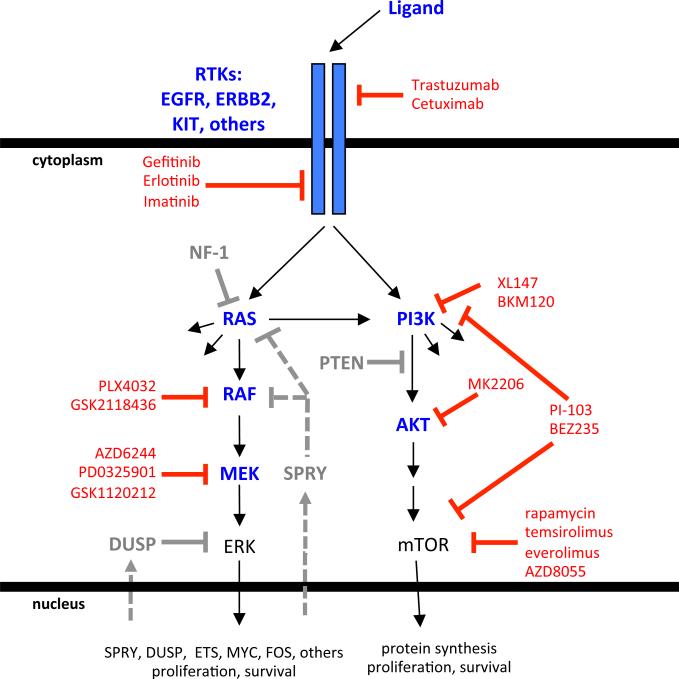 Ligand
RTKs:
EGFR, ERBB2,
KIT, others
Trastuzumab
Cetuximab
cytoplasm
Gefitinib
Erlotinib
Imatinib
NF-1
XL147
BKM120
RAS
PI3K
PTEN
PLX4032
GSK2118436
RAF
MK2206
PI-103
BEZ235
AKT
AZD6244
PD0325901
GSK1120212
MEK
SPRY
rapamycin
temsirolimus
everolimus
AZD8055
DUSP
ERK
mTOR
nucleus
SPRY, DUSP, ETS, MYC, FOS, others
proliferation, survival
protein synthesis
proliferation, survival